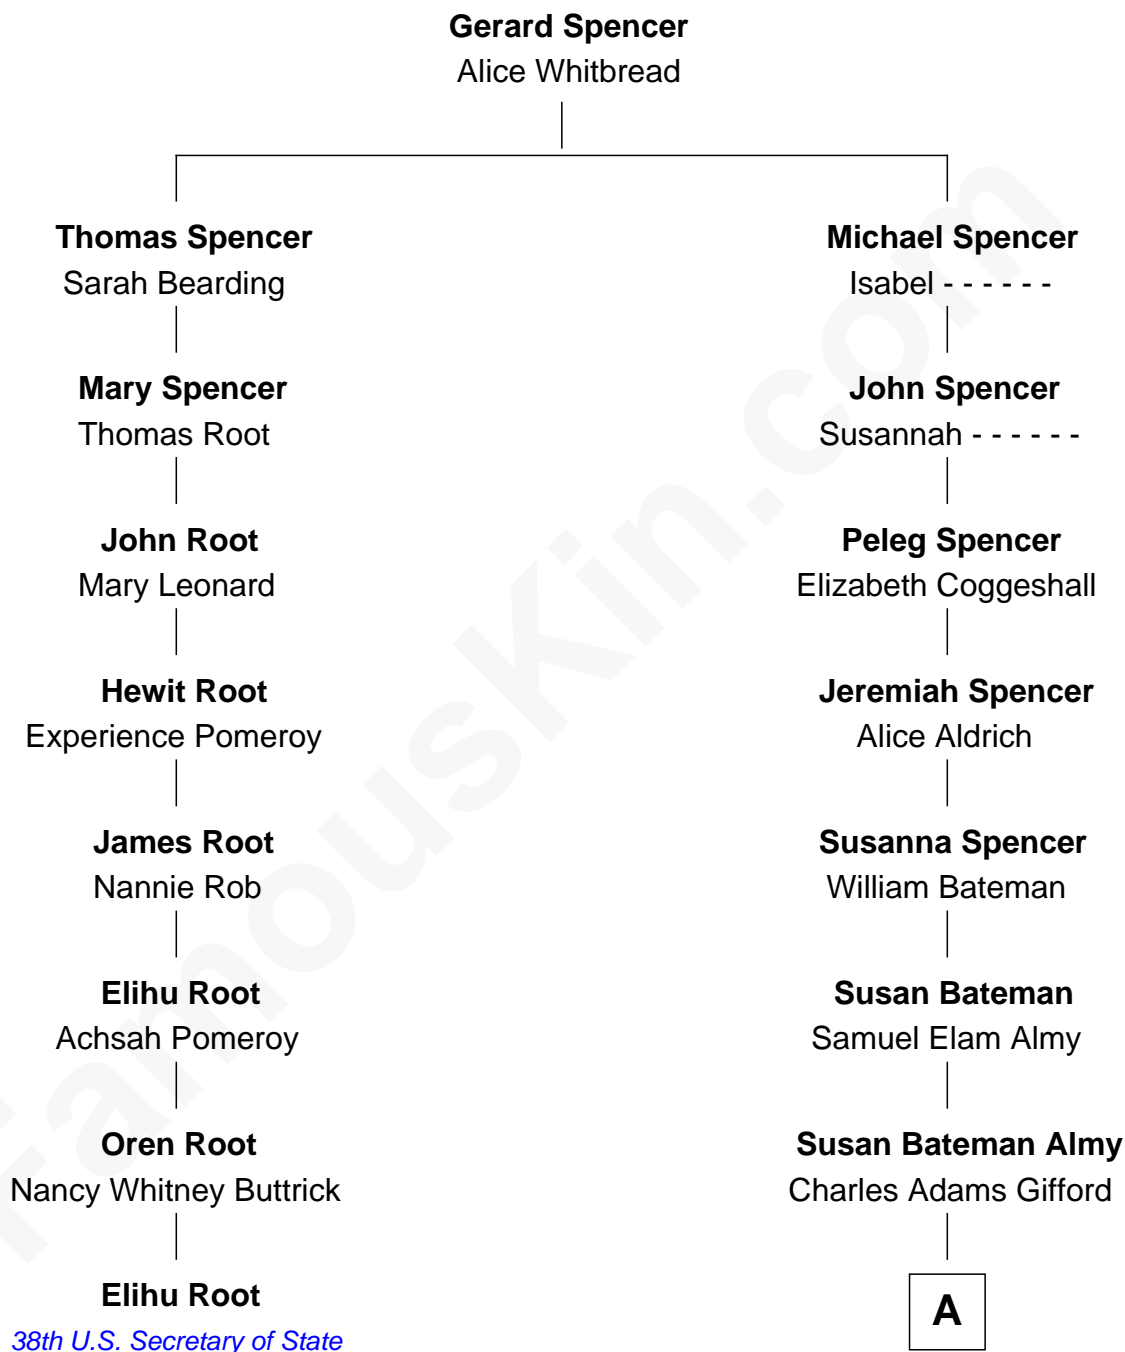 Gerard Spencer
Alice Whitbread
Thomas Spencer
Sarah Bearding
Michael Spencer
Isabel - - - - - -
Mary Spencer
Thomas Root
John Spencer
Susannah - - - - - -
John Root
Mary Leonard
Peleg Spencer
Elizabeth Coggeshall
Hewit Root
Experience Pomeroy
Jeremiah Spencer
Alice Aldrich
James Root
Nannie Rob
Susanna Spencer
William Bateman
Elihu Root
Achsah Pomeroy
Susan Bateman
Samuel Elam Almy
Oren Root
Nancy Whitney Buttrick
Susan Bateman Almy
Charles Adams Gifford
Elihu Root
38th U.S. Secretary of State
A
FamousKin.com